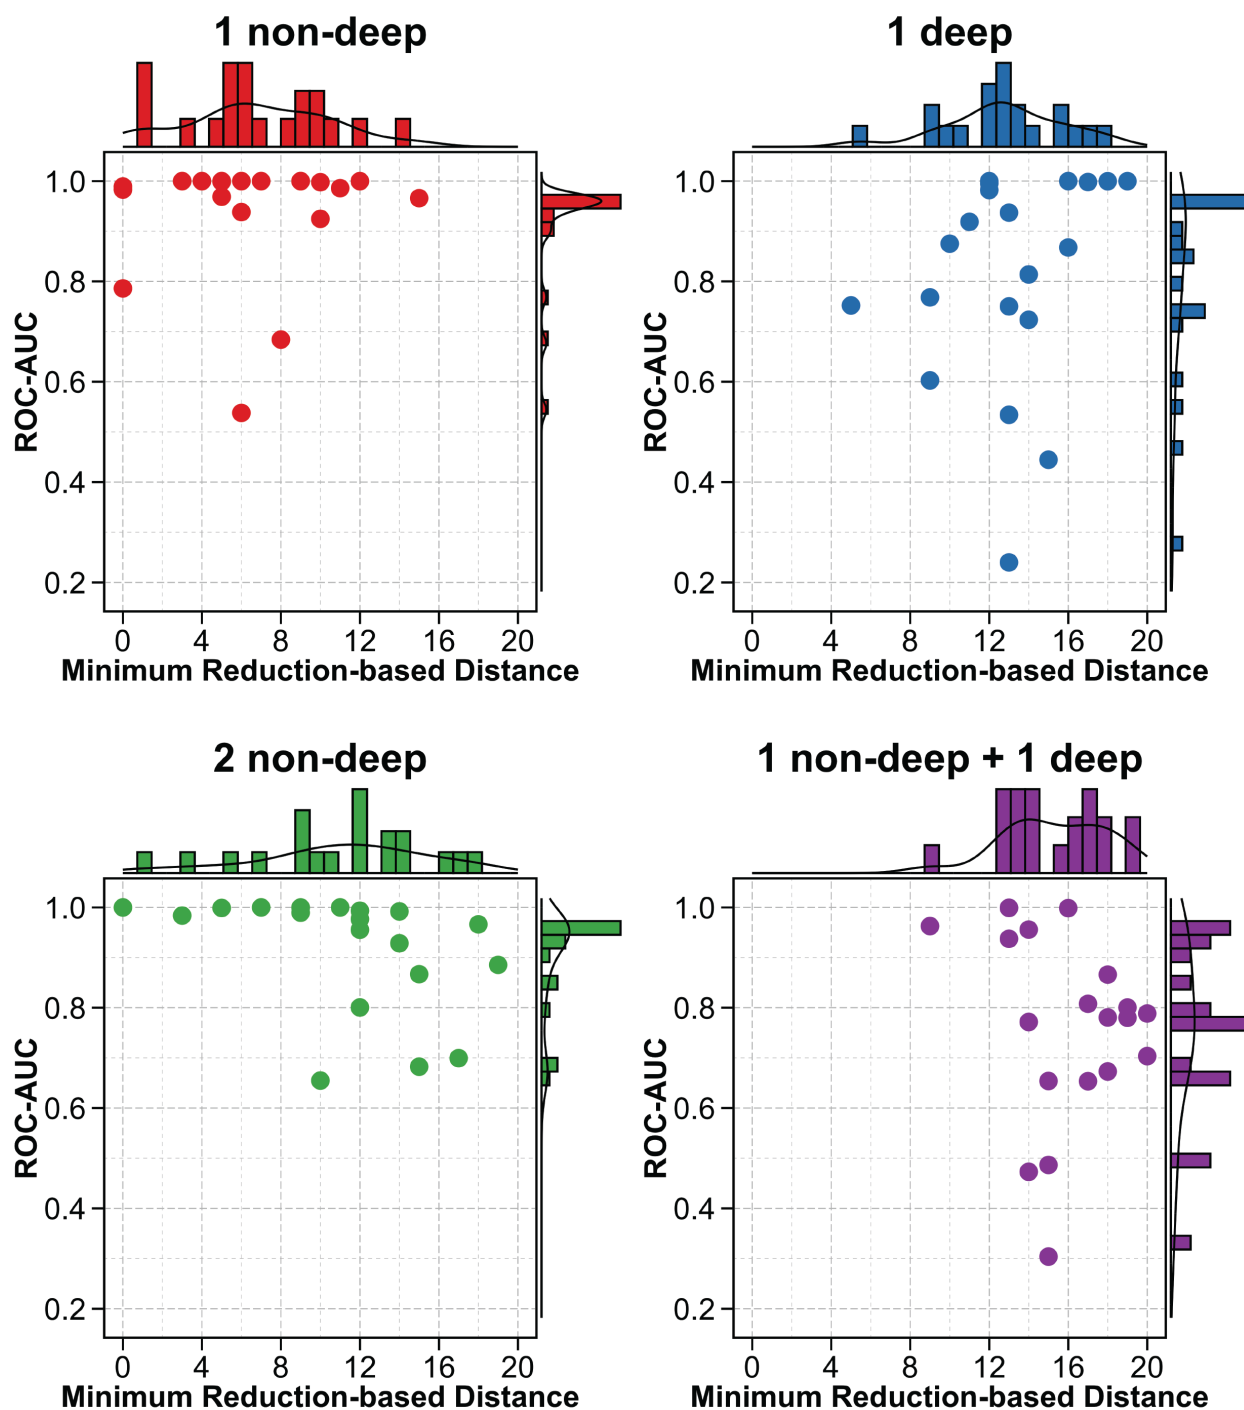 1 non-deep
1.0
0.8
0.6
0.4
0.2
ROC-AUC
0 4 8 12 16 20
Minimum Reduction-based Distance
1 deep
1.0
0.8
0.6
0.4
0.2
ROC-AUC
0 4 8 12 16 20
Minimum Reduction-based Distance
2 non-deep
1.0
0.8
0.6
0.4
0.2
ROC-AUC
0 4 8 12 16 20
Minimum Reduction-based Distance
1 non-deep + 1 deep
1.0
0.8
0.6
0.4
0.2
ROC-AUC
0 4 8 12 16 20
Minimum Reduction-based Distance